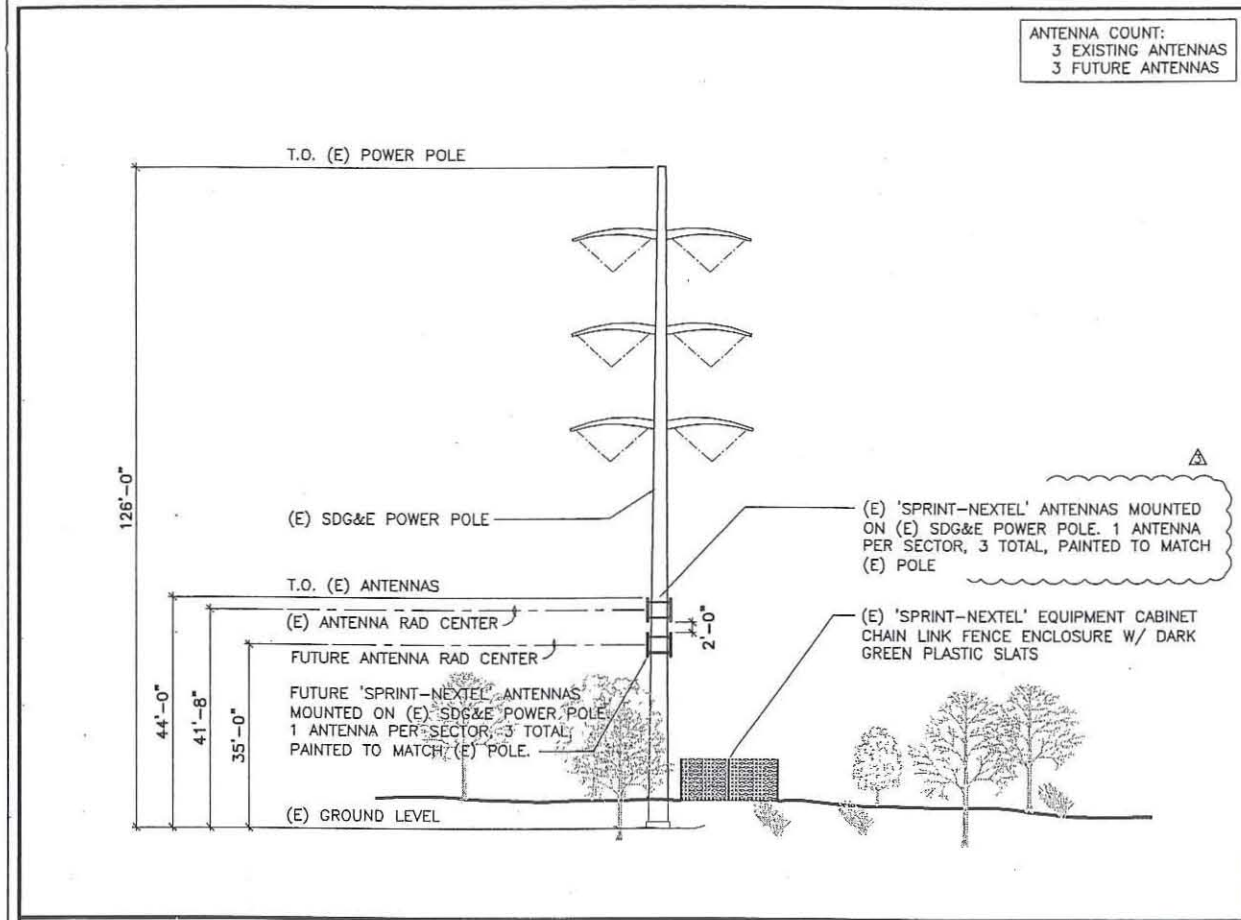 ANTENNA COUNT:
3 EXISTING ANTENNAS
3 FUTURE ANTENNAS
T.O. (E) POWER POLE
126'-0"
(E) SDG&E POWER POLE
3
(E) 'SPRINT-NEXTEL' ANTENNAS MOUNTED
ON (E) SDG&E POWER POLE. 1 ANTENNA
PER SECTOR, 3 TOTAL, PAINTED TO MATCH
(E) POLE
T.O. (E) ANTENNAS
(E) ANTENNA RAD CENTER
2'-0"
(E) 'SPRINT-NEXTEL' EQUIPMENT CABINET
CHAIN LINK FENCE ENCLOSURE W/ DARK
GREEN PLASTIC SLATS
FUTURE ANTENNA RAD CENTER
44'-0"
41'-8"
35'-0"
FUTURE 'SPRINT-NEXTEL' ANTENNAS
MOUNTED ON (E) SDG&E POWER POLE.
1 ANTENNA PER SECTOR, 3 TOTAL,
PAINTED TO MATCH (E) POLE.
(E) GROUND LEVEL